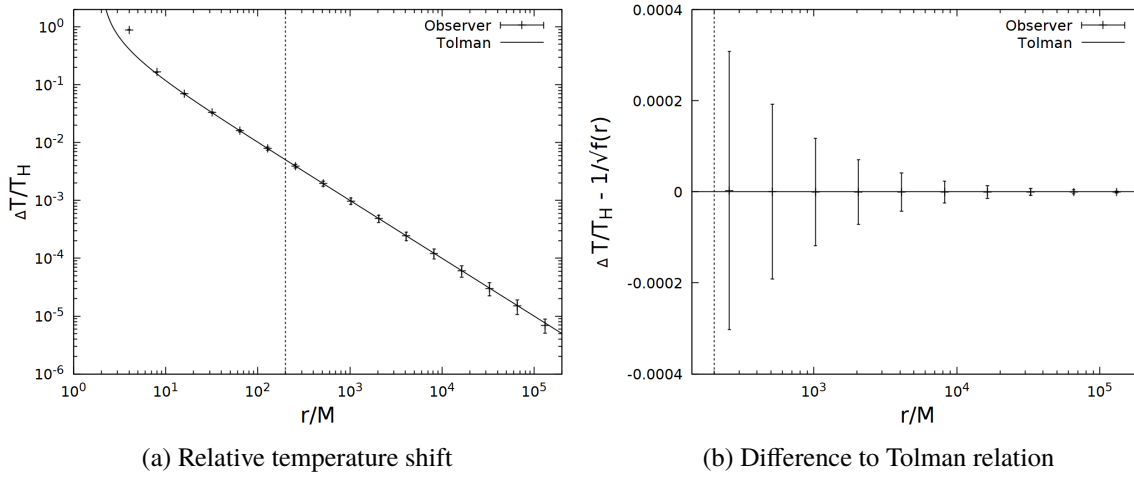 Observer
Tolman
10^0
10^-1
10^-2
10^-3
10^-4
10^-5
10^-6
ΔT/T_H
10^0 10^1 10^2 10^3 10^4 10^5
r/M
(a) Relative temperature shift
Observer
Tolman
0.0004
0.0002
0
-0.0002
-0.0004
ΔT/T_H - 1/√f(r)
10^3 10^4 10^5
r/M
(b) Difference to Tolman relation